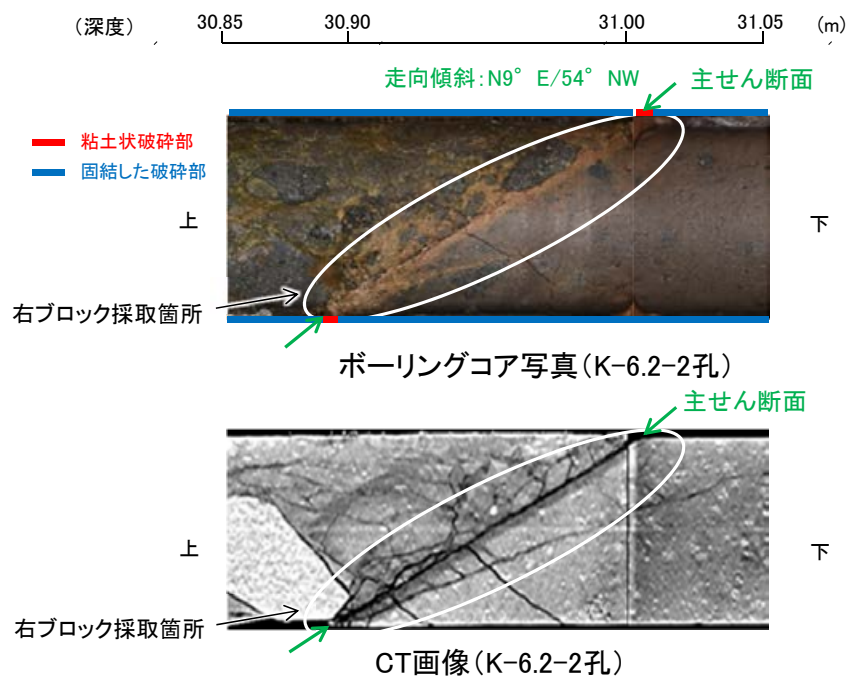 （深度） 30.85 30.90 31.00 31.05 (m)
走向傾斜：N9° E/54° NW 主せん断面
粘土状破砕部
固結した破砕部
上 下
右ブロック採取箇所
ボーリングコア写真（K-6.2-2孔）
主せん断面
上 下
右ブロック採取箇所
CT画像（K-6.2-2孔）